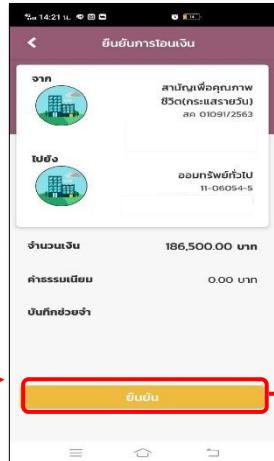 14:21 น.
ยืนยันการโอนเงิน
จาก
สามัญเพื่อคุณภาพ
ชีวิต(กระแสรายวัน)
สค 01091/2563
ไปยัง
ออมทรัพย์ทั่วไป
11-06054-5
จำนวนเงิน 186,500.00 บาท
ค่าธรรมเนียม 0.00 บาท
บันทึกช่วยจำ
ยืนยัน